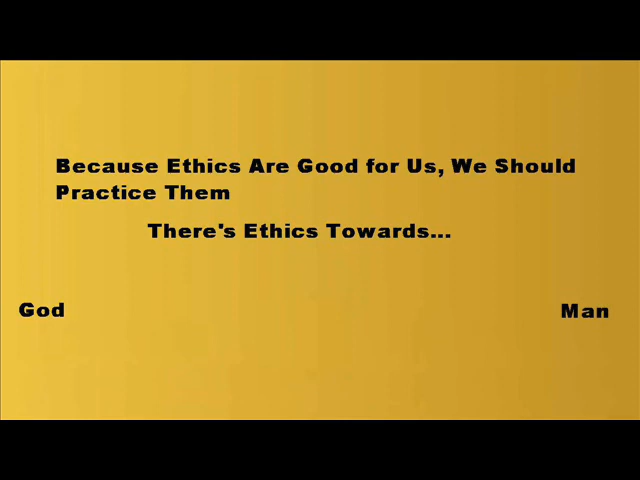 Because Ethics Are Good for Us, We Should
Practice Them
There's Ethics Towards...
God
Man